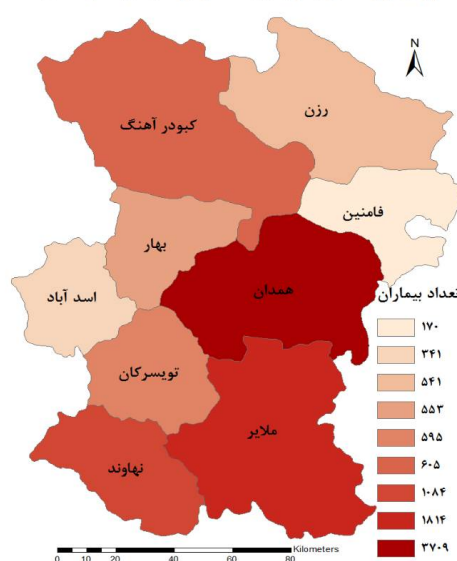 N
رزن
کبودر آهنگ
فامنین
بهار
همدان
اسد آباد
تویسرکان
ملایر
نهاوند
تعداد بیماران
۱۷۰
۳۴۱
۵۴۱
۵۵۳
۵۹۵
۶۰۵
۱۰۸۴
۱۸۱۴
۳۷۰۹
Kilometers
0 5 10 20 40 60 80